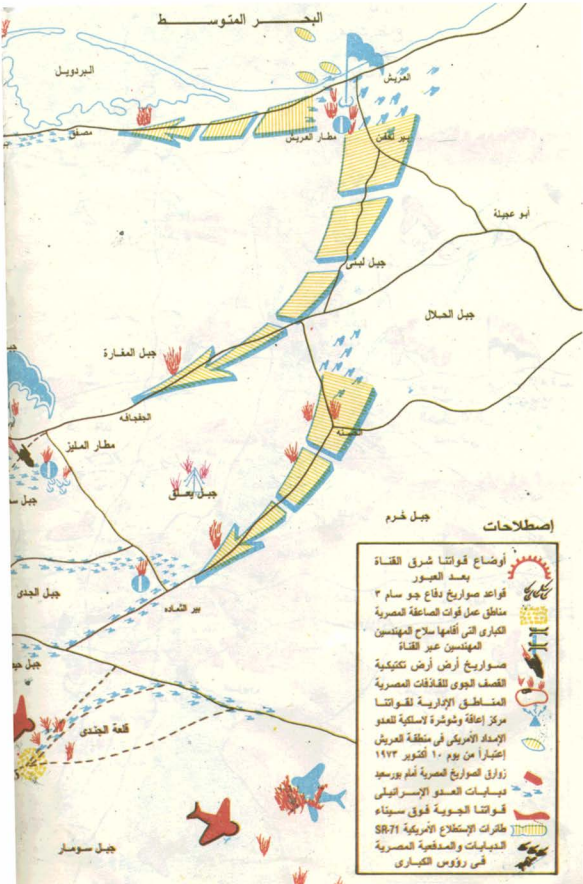 البحر المتوسط
البردويل
العريش
مصفق
مطار العريش
بير لحفن
أبو عجيلة
جبل لبنى
جبل الحلال
جبل المغارة
الجفجافه
مطار المليز
الحسنه
جبل يعلق
جبل خرم
جبل الجدى
بير الثماده
قلعة الجندى
جبل سومار
إصطلاحات
أوضاع قواتنا شرق القناة
بعد العبور
قواعد صواريخ دفاع جو سام ٣
مناطق عمل قوات الصاعقة المصرية
الكبارى التى أقامها سلاح المهندسين
المهندسين عبر القناة
صواريخ أرض أرض تكتيكية
القصف الجوى للقاذفات المصرية
المناطق الإدارية لقواتنا
مركز إعاقة وشوشرة لاسلكية للعدو
الإمداد الأمريكى فى منطقة العريش
إعتباراً من يوم ١٠ أكتوبر ١٩٧٣
زوارق الصواريخ المصرية أمام بورسعيد
دبابات العدو الإسرائيلى
قواتنا الجوية فوق سيناء
طائرات الإستطلاع الأمريكية SR-71
الدبابات والمدفعية المصرية
فى رؤوس الكبارى